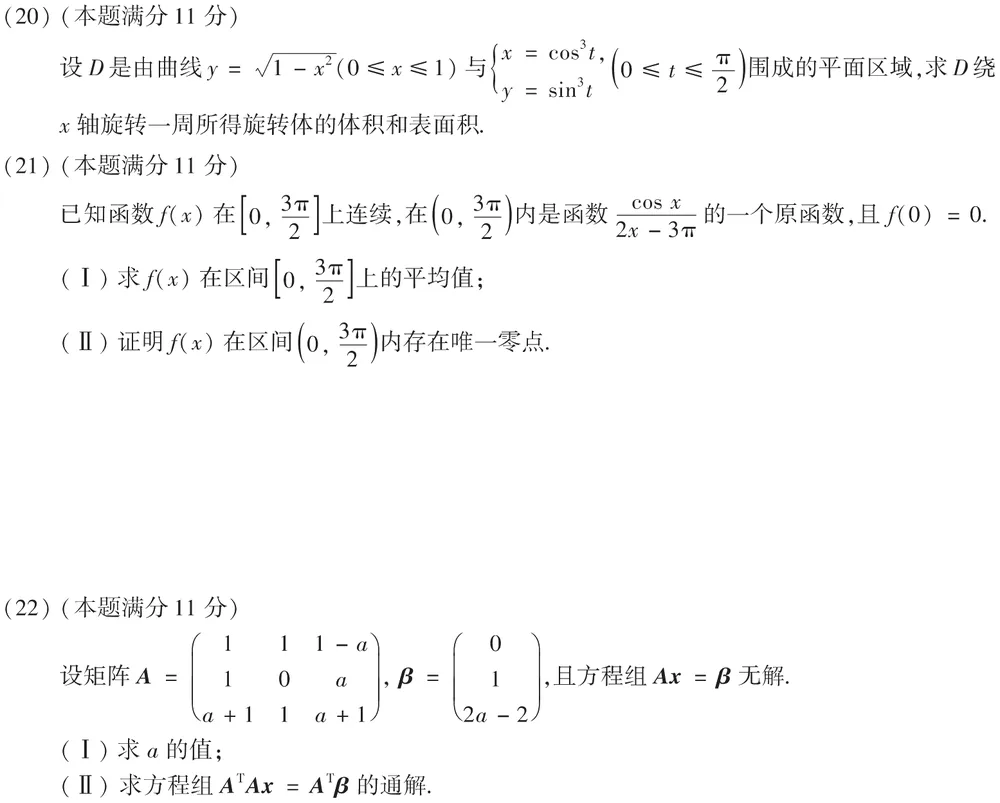 (20) (本题满分 11 分)
设 D 是由曲线 y = √(1 - x²) (0 ≤ x ≤ 1) 与 {x = cos³t, y = sin³t (0 ≤ t ≤ π/2) 围成的平面区域,求 D 绕
x 轴旋转一周所得旋转体的体积和表面积.
(21) (本题满分 11 分)
已知函数 f(x) 在 [0, 3π/2] 上连续,在 (0, 3π/2) 内是函数 cos x/(2x - 3π) 的一个原函数,且 f(0) = 0.
(Ⅰ) 求 f(x) 在区间 [0, 3π/2] 上的平均值;
(Ⅱ) 证明 f(x) 在区间 (0, 3π/2) 内存在唯一零点.
(22) (本题满分 11 分)
设矩阵 A = (1 1 1 - a; 1 0 a; a + 1 1 a + 1), β = (0; 1; 2a - 2), 且方程组 Ax = β 无解.
(Ⅰ) 求 a 的值;
(Ⅱ) 求方程组 AᵀAx = Aᵀβ 的通解.